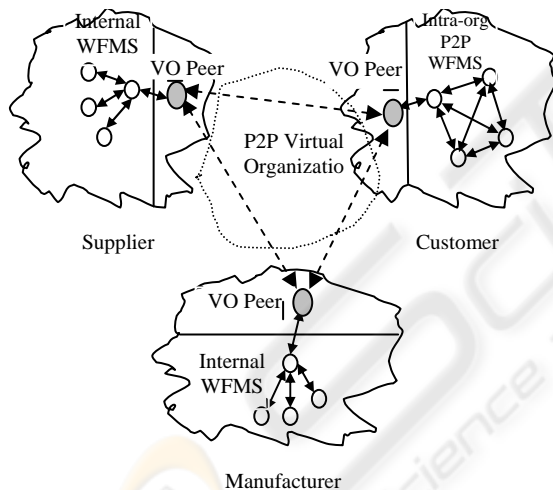 Internal
WFMS
VO Peer
Intra-org
P2P
WFMS
VO Peer
P2P Virtual
Organizatio
Supplier
Customer
VO Peer
Internal
WFMS
Manufacturer